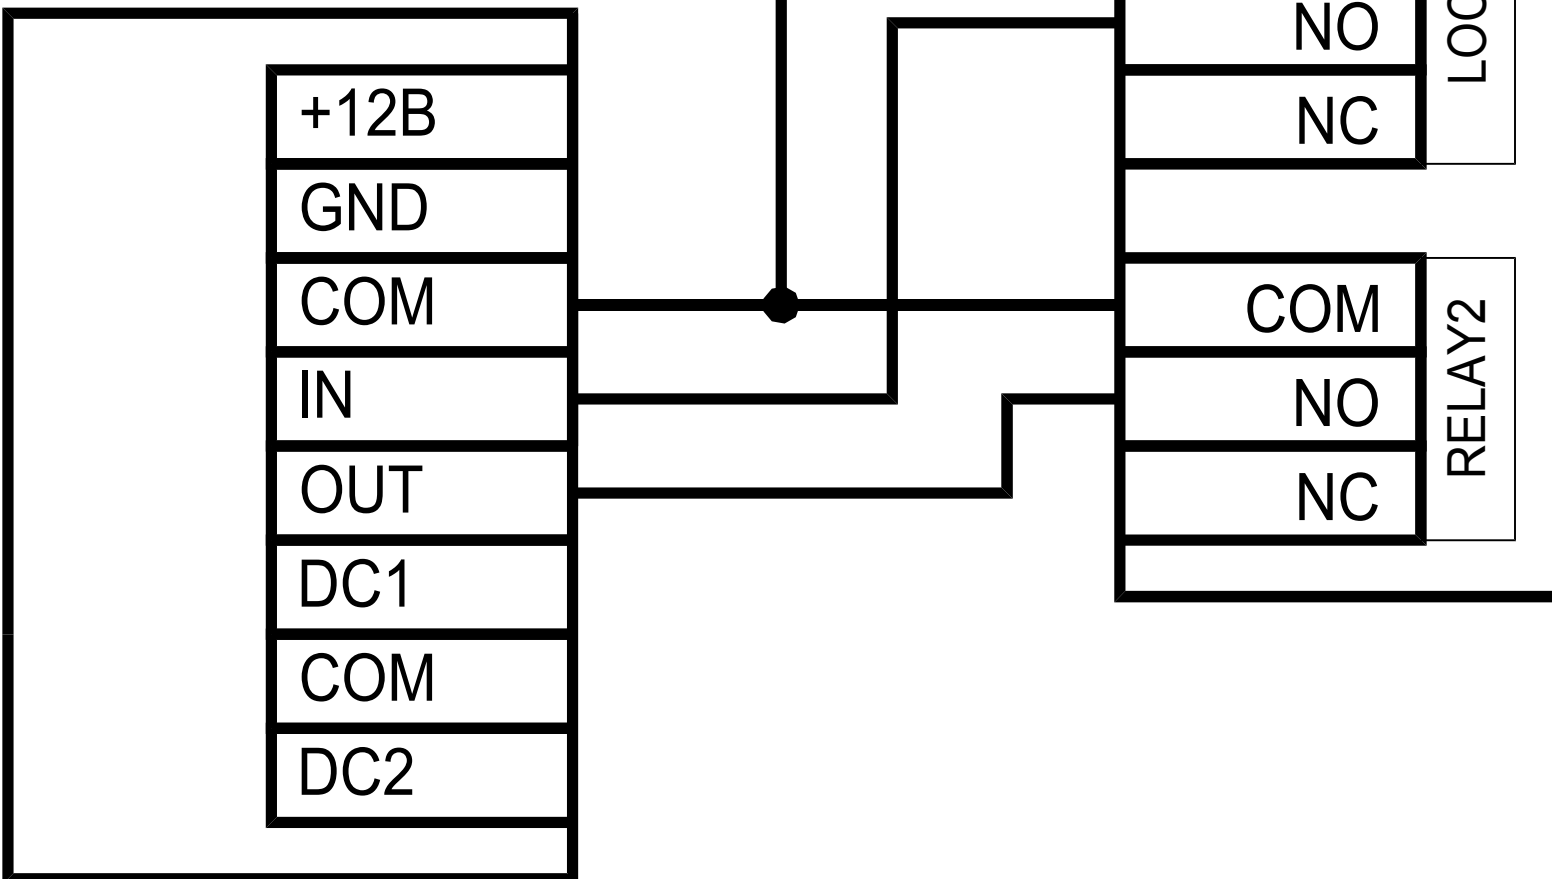 +12B
GND
COM
IN
OUT
DC1
COM
DC2
NO
NC
COM
NO
NC
RELAY2